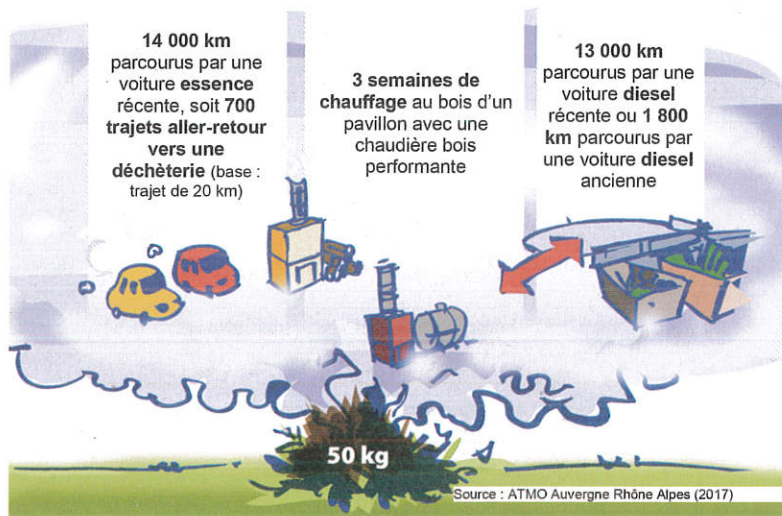 14 000 km
parcourus par une
voiture essence
récente, soit 700
trajets aller-retour
vers une
déchèterie (base :
trajet de 20 km)
3 semaines de
chauffage au bois d'un
pavillon avec une
chaudière bois
performante
13 000 km
parcourus par une
voiture diesel
récente ou 1 800
km parcourus par
une voiture diesel
ancienne
50 kg
Source : ATMO Auvergne Rhône Alpes (2017)